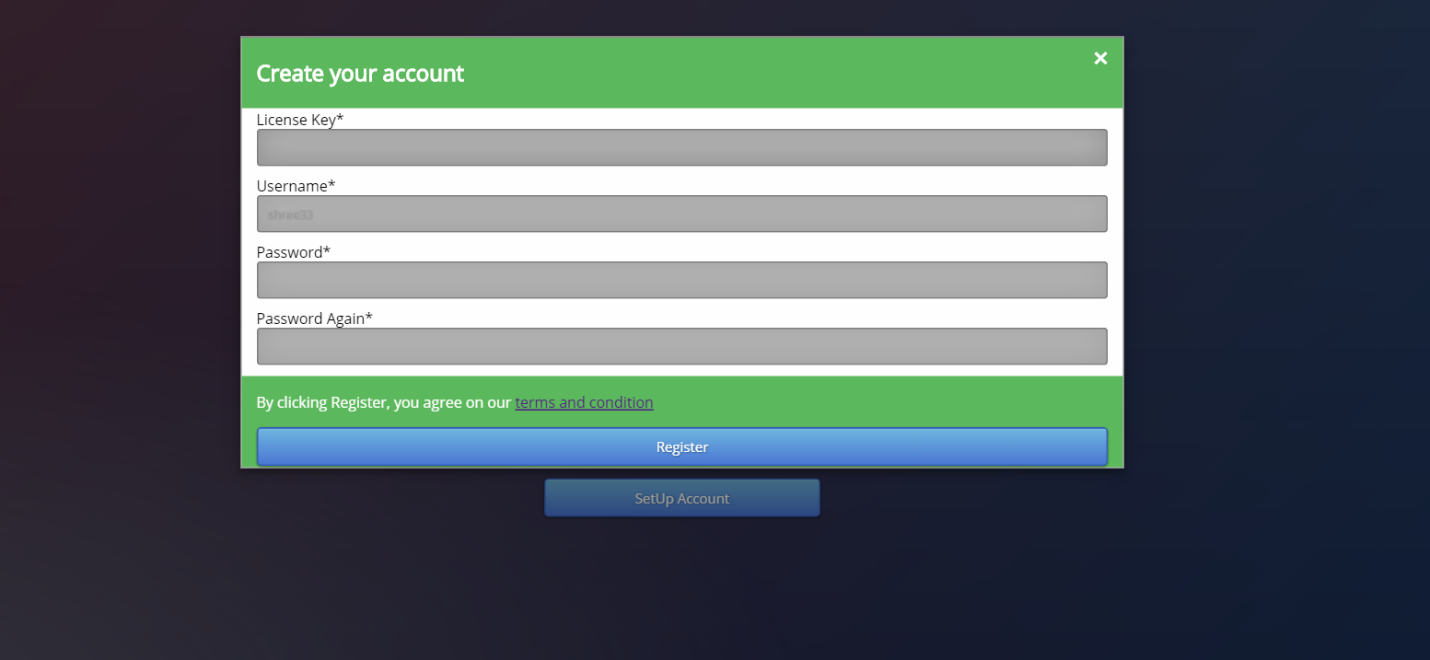 Create your account
×
License Key*
Username*
shree33
Password*
Password Again*
By clicking Register, you agree on our terms and condition
Register
SetUp Account